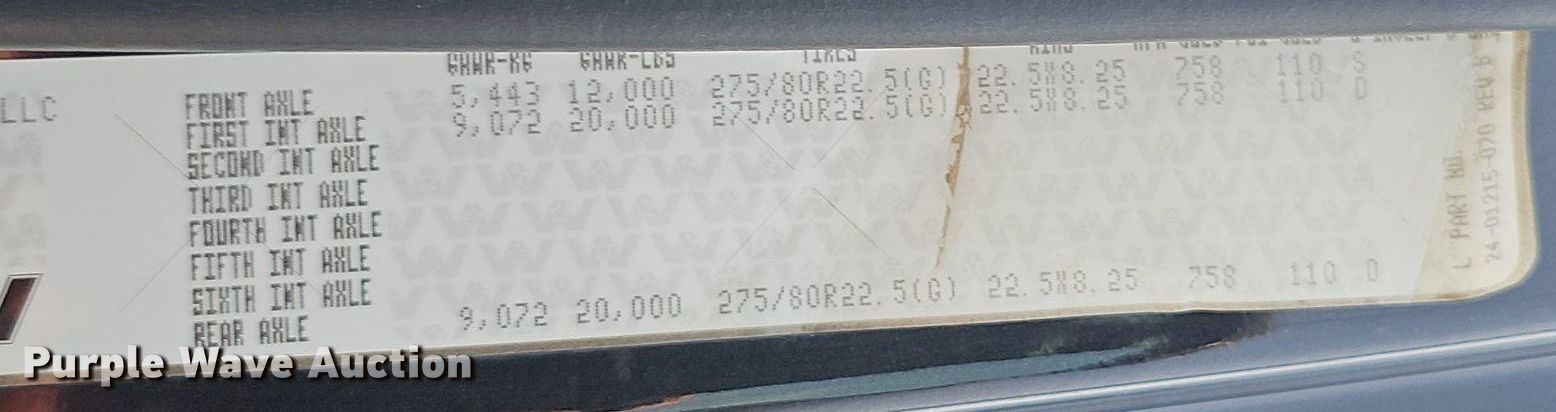 GAWR-KG GAWR-LBS TIRES RIMS
LLC FRONT AXLE 5,443 12,000 275/80R22.5(G) 22.5X8.25 758 110 S
FIRST INT AXLE 9,072 20,000 275/80R22.5(G) 22.5X8.25 758 110 D
SECOND INT AXLE
THIRD INT AXLE
FOURTH INT AXLE
FIFTH INT AXLE
SIXTH INT AXLE
REAR AXLE 9,072 20,000 275/80R22.5(G) 22.5X8.25 758 110 D
L PART NO.
24-01215-070 REV B
Purple Wave Auction